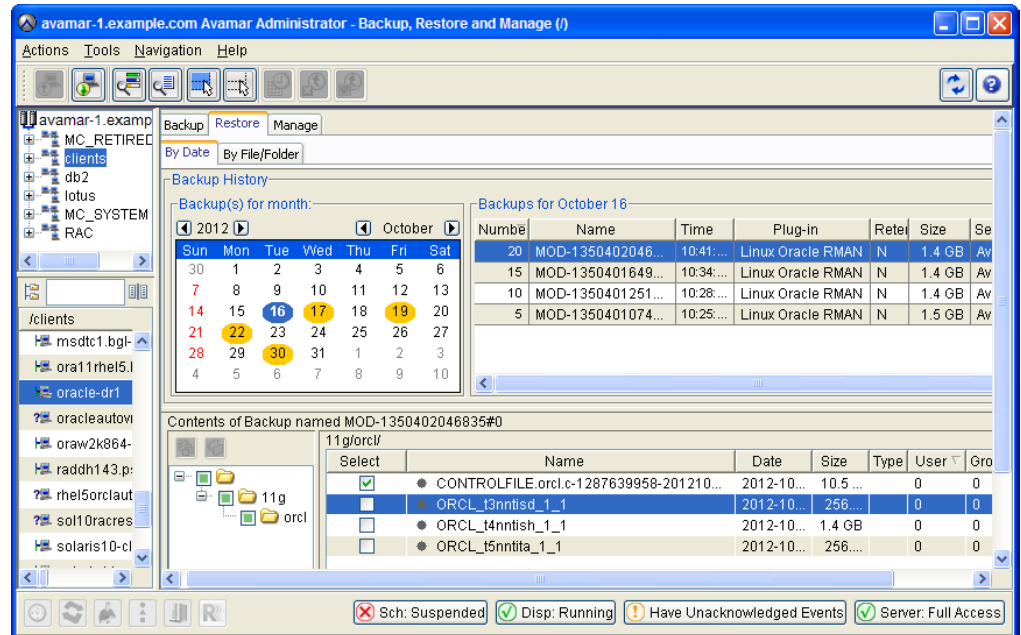 avamar-1.example.com Avamar Administrator - Backup, Restore and Manage (/)
Actions Tools Navigation Help
avamar-1.examp
MC_RETIRED
clients
db2
lotus
MC_SYSTEM
RAC
/clients
msdtc1.bgl-
ora11rhel5.l
oracle-dr1
oracleautov
oraw2k864-
raddh143.p
rhel5orclaut
sol10racres
solaris10-cl
Backup Restore Manage
By Date By File/Folder
Backup History
Backup(s) for month:
2012 October
Sun Mon Tue Wed Thu Fri Sat
30 1 2 3 4 5 6
7 8 9 10 11 12 13
14 15 16 17 18 19 20
21 22 23 24 25 26 27
28 29 30 31 1 2 3
4 5 6 7 8 9 10
Backups for October 16
Numbe Name Time Plug-in Retei Size Se
20 MOD-1350402046... 10:41:... Linux Oracle RMAN N 1.4 GB Av
15 MOD-1350401649... 10:34:... Linux Oracle RMAN N 1.4 GB Av
10 MOD-1350401251... 10:28:... Linux Oracle RMAN N 1.4 GB Av
5 MOD-1350401074... 10:25:... Linux Oracle RMAN N 1.5 GB Av
Contents of Backup named MOD-1350402046835#0
11g
orcl
11g/orcl/
Select Name Date Size Type User Gro
CONTROLFILE.orcl.c-1287639958-201210... 2012-10... 10.5 ... 0 0
ORCL_t3nntisd_1_1 2012-10... 256.... 0 0
ORCL_t4nntish_1_1 2012-10... 1.4 GB 0 0
ORCL_t5nntita_1_1 2012-10... 256.... 0 0
Sch: Suspended Disp: Running Have Unacknowledged Events Server: Full Access